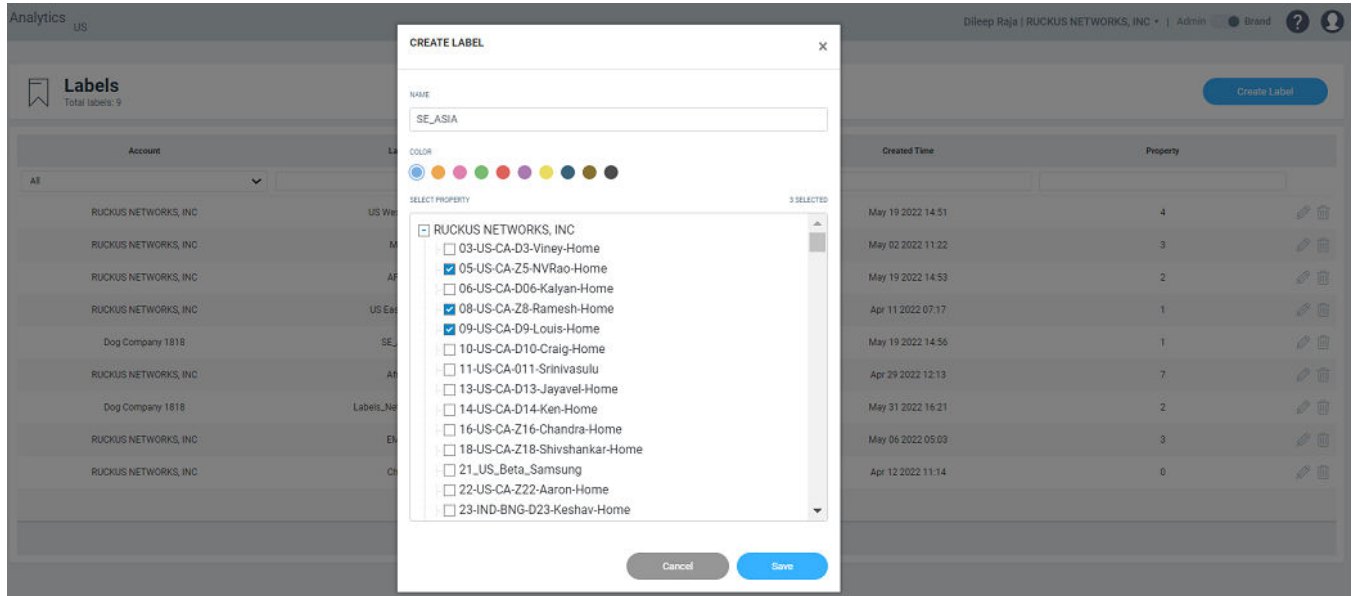 Analytics US
Dileep Raja | RUCKUS NETWORKS, INC | Admin Brand ?
CREATE LABEL ×
Labels
Total labels: 9
Create Label
NAME
SE_ASIA
COLOR
SELECT PROPERTY 3 SELECTED
RUCKUS NETWORKS, INC
03-US-CA-D3-Viney-Home
05-US-CA-Z5-NVRao-Home
06-US-CA-D06-Kalyan-Home
08-US-CA-Z8-Ramesh-Home
09-US-CA-D9-Louis-Home
10-US-CA-D10-Craig-Home
11-US-CA-011-Srinivasulu
13-US-CA-D13-Jayavel-Home
14-US-CA-D14-Ken-Home
16-US-CA-Z16-Chandra-Home
18-US-CA-Z18-Shivshankar-Home
21_US_Beta_Samsung
22-US-CA-Z22-Aaron-Home
23-IND-BNG-D23-Keshav-Home
Cancel Save
Account La Created Time Property
All
RUCKUS NETWORKS, INC US We May 19 2022 14:51 4
RUCKUS NETWORKS, INC M May 02 2022 11:22 3
RUCKUS NETWORKS, INC May 19 2022 14:53 2
RUCKUS NETWORKS, INC US Eas Apr 11 2022 07:17 1
Dog Company 1818 SE_ May 19 2022 14:56 1
RUCKUS NETWORKS, INC Apr 29 2022 12:13 7
Dog Company 1818 Labels_Ne May 31 2022 16:21 2
RUCKUS NETWORKS, INC May 06 2022 05:03 3
RUCKUS NETWORKS, INC Ch Apr 12 2022 11:14 0